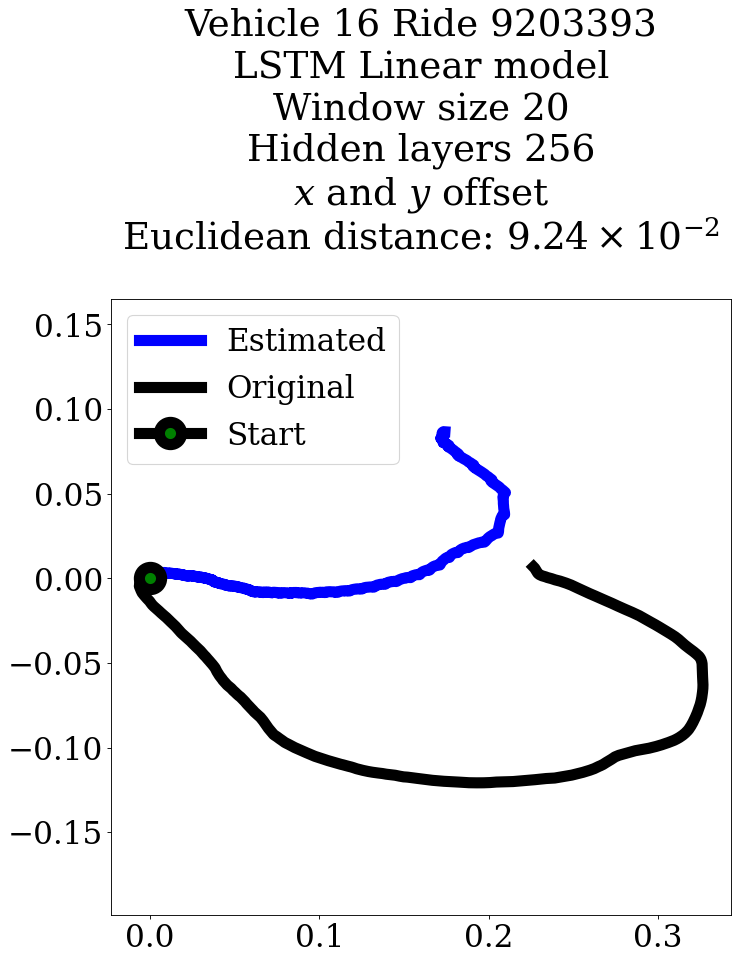 Vehicle 16 Ride 9203393
LSTM Linear model
Window size 20
Hidden layers 256
x and y offset
Euclidean distance: 9.24 × 10⁻²
Estimated
Original
Start
0.15
0.10
0.05
0.00
−0.05
−0.10
−0.15
0.0 0.1 0.2 0.3